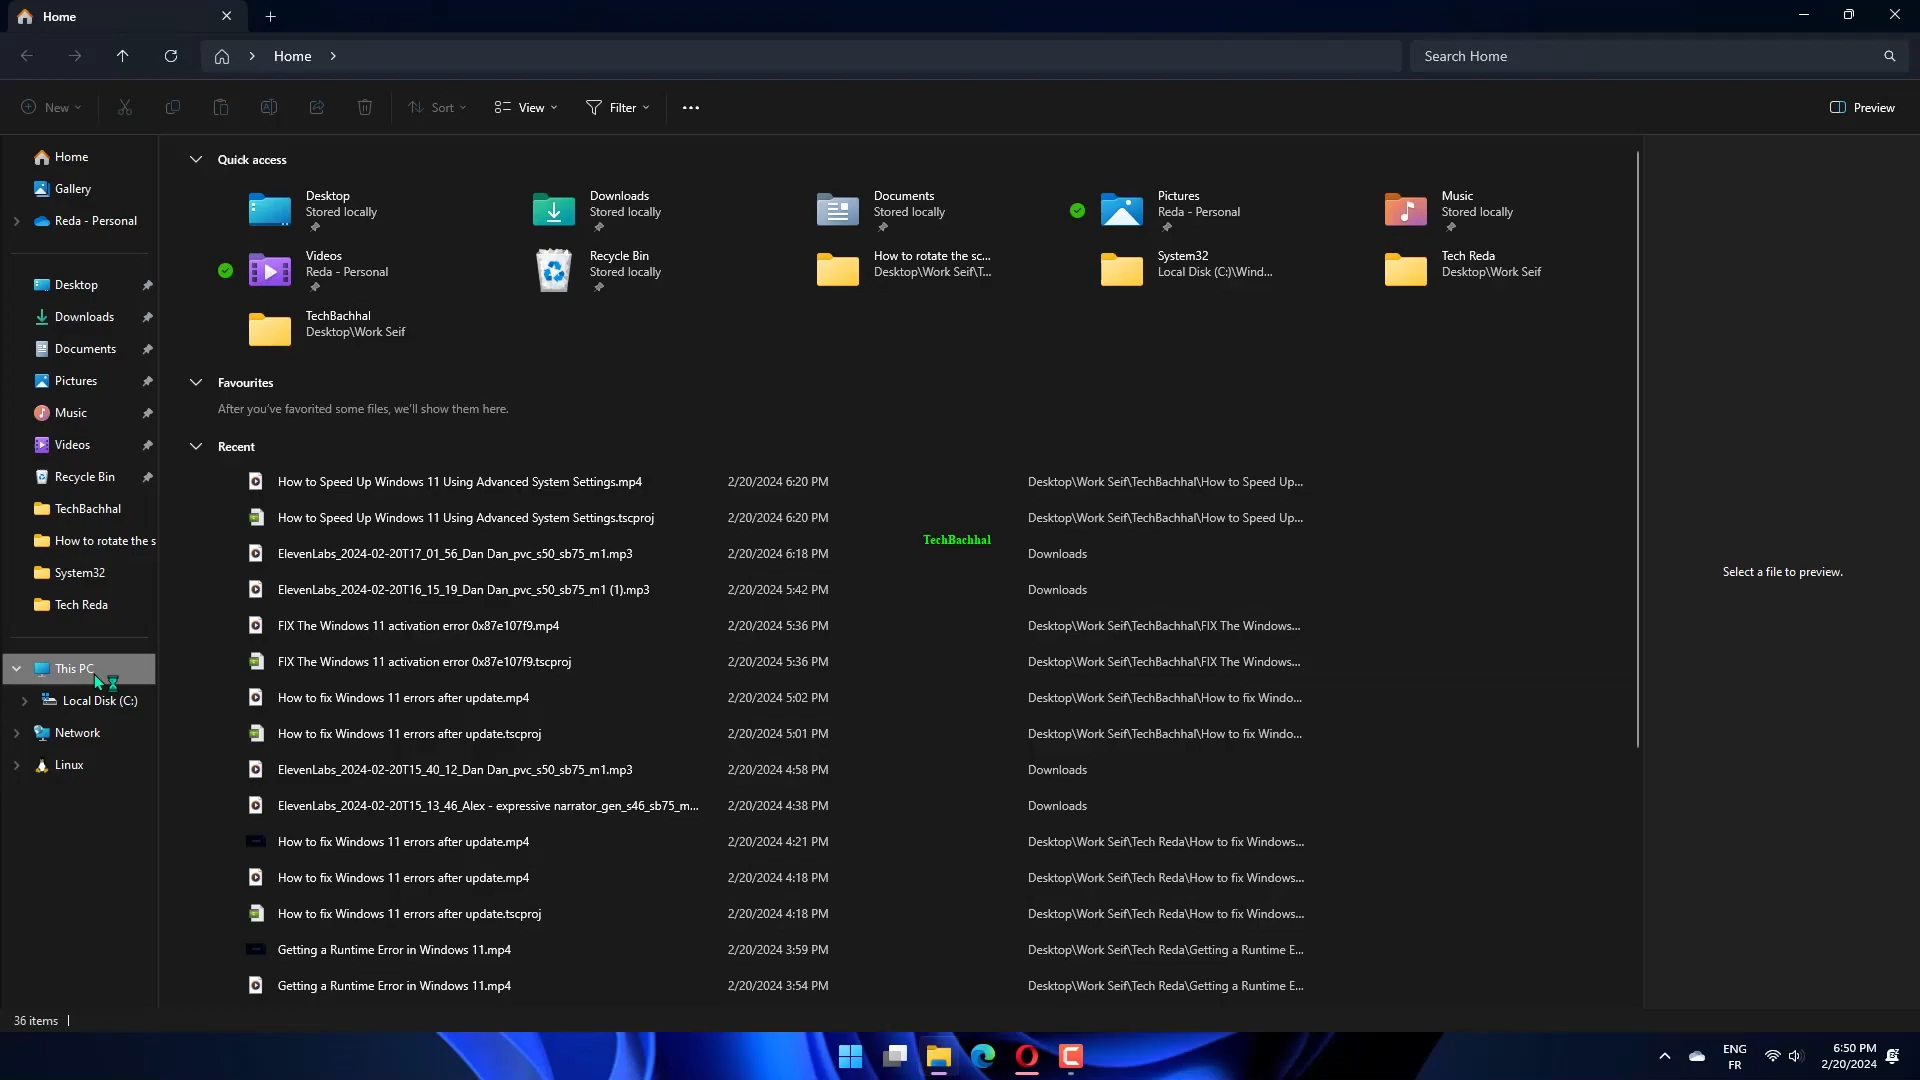 Home
Home
Search Home
New
Sort
View
Filter
Preview
Home
Gallery
Reda - Personal
Desktop
Downloads
Documents
Pictures
Music
Videos
Recycle Bin
TechBachhal
How to rotate the s
System32
Tech Reda
This PC
Local Disk (C:)
Network
Linux
Quick access
Desktop
Stored locally
Downloads
Stored locally
Documents
Stored locally
Pictures
Reda - Personal
Music
Stored locally
Videos
Reda - Personal
Recycle Bin
Stored locally
How to rotate the sc...
Desktop\Work Seif\T...
System32
Local Disk (C:)\Wind...
Tech Reda
Desktop\Work Seif
TechBachhal
Desktop\Work Seif
Favourites
After you've favorited some files, we'll show them here.
Recent
How to Speed Up Windows 11 Using Advanced System Settings.mp4 2/20/2024 6:20 PM Desktop\Work Seif\TechBachhal\How to Speed Up...
How to Speed Up Windows 11 Using Advanced System Settings.tscproj 2/20/2024 6:20 PM Desktop\Work Seif\TechBachhal\How to Speed Up...
TechBachhal
ElevenLabs_2024-02-20T17_01_56_Dan Dan_pvc_s50_sb75_m1.mp3 2/20/2024 6:18 PM Downloads
ElevenLabs_2024-02-20T16_15_19_Dan Dan_pvc_s50_sb75_m1 (1).mp3 2/20/2024 5:42 PM Downloads
FIX The Windows 11 activation error 0x87e107f9.mp4 2/20/2024 5:36 PM Desktop\Work Seif\TechBachhal\FIX The Windows...
FIX The Windows 11 activation error 0x87e107f9.tscproj 2/20/2024 5:36 PM Desktop\Work Seif\TechBachhal\FIX The Windows...
How to fix Windows 11 errors after update.mp4 2/20/2024 5:02 PM Desktop\Work Seif\TechBachhal\How to fix Windo...
How to fix Windows 11 errors after update.tscproj 2/20/2024 5:01 PM Desktop\Work Seif\TechBachhal\How to fix Windo...
ElevenLabs_2024-02-20T15_40_12_Dan Dan_pvc_s50_sb75_m1.mp3 2/20/2024 4:58 PM Downloads
ElevenLabs_2024-02-20T15_13_46_Alex - expressive narrator_gen_s46_sb75_m... 2/20/2024 4:38 PM Downloads
How to fix Windows 11 errors after update.mp4 2/20/2024 4:21 PM Desktop\Work Seif\Tech Reda\How to fix Windows...
How to fix Windows 11 errors after update.mp4 2/20/2024 4:18 PM Desktop\Work Seif\Tech Reda\How to fix Windows...
How to fix Windows 11 errors after update.tscproj 2/20/2024 4:18 PM Desktop\Work Seif\Tech Reda\How to fix Windows...
Getting a Runtime Error in Windows 11.mp4 2/20/2024 3:59 PM Desktop\Work Seif\Tech Reda\Getting a Runtime E...
Getting a Runtime Error in Windows 11.mp4 2/20/2024 3:54 PM Desktop\Work Seif\Tech Reda\Getting a Runtime E...
Select a file to preview.
36 items
ENG
FR
6:50 PM
2/20/2024